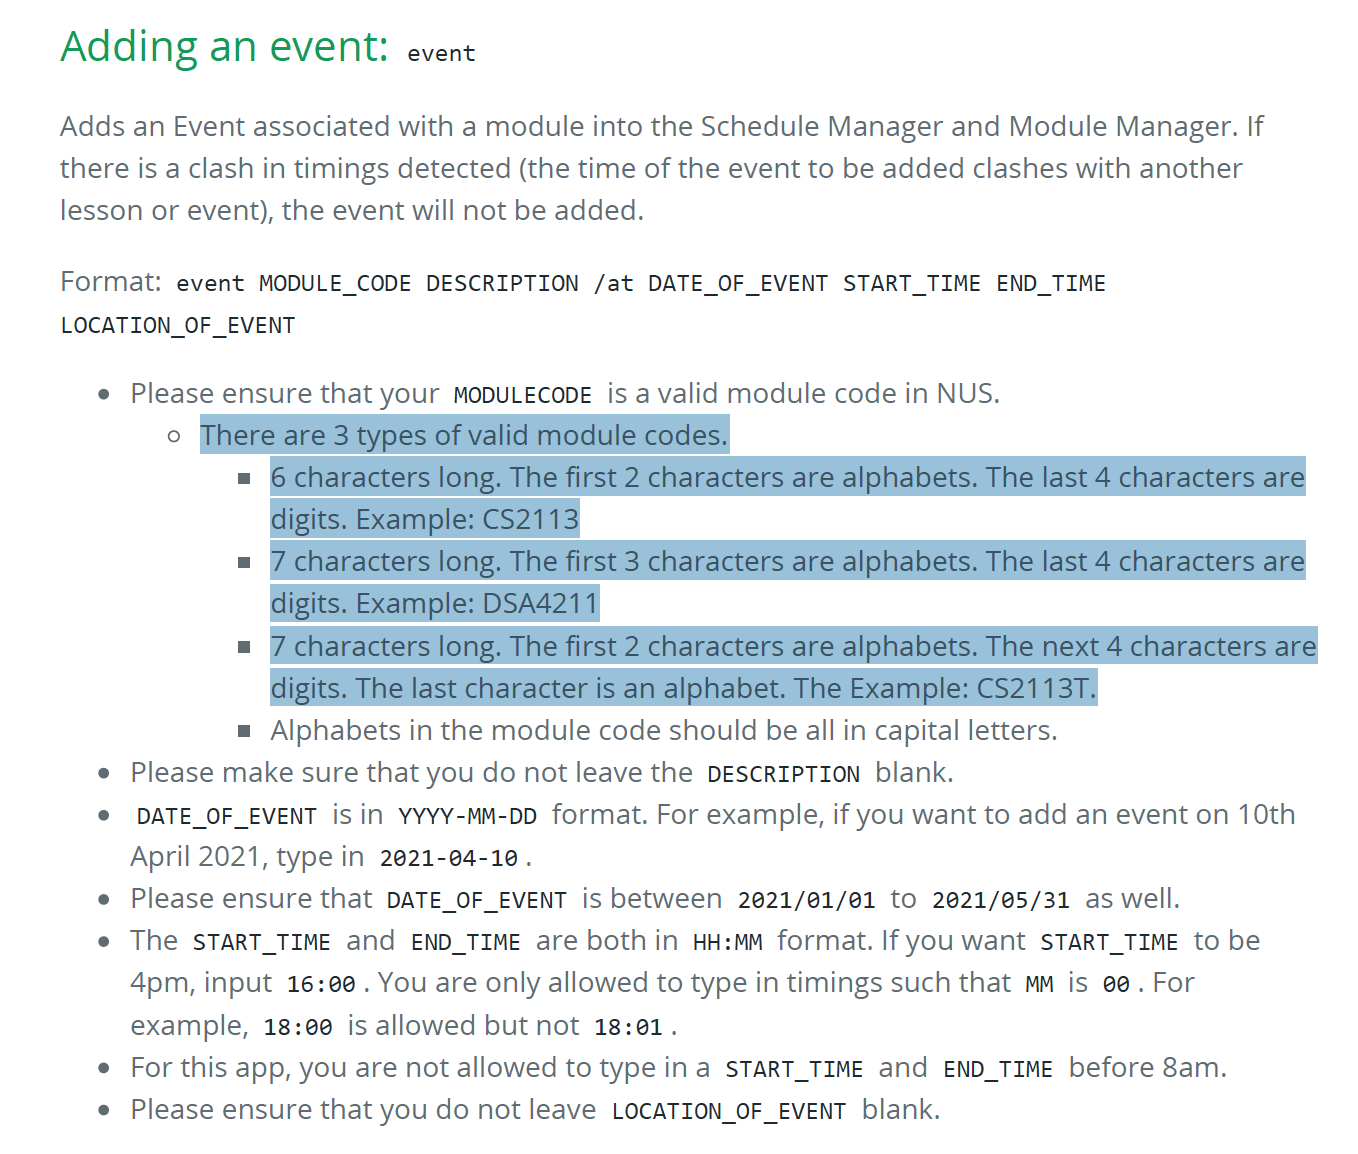 Adding an event: event
Adds an Event associated with a module into the Schedule Manager and Module Manager. If
there is a clash in timings detected (the time of the event to be added clashes with another
lesson or event), the event will not be added.
Format: event MODULE_CODE DESCRIPTION /at DATE_OF_EVENT START_TIME END_TIME
LOCATION_OF_EVENT
Please ensure that your MODULECODE is a valid module code in NUS.
There are 3 types of valid module codes.
6 characters long. The first 2 characters are alphabets. The last 4 characters are
digits. Example: CS2113
7 characters long. The first 3 characters are alphabets. The last 4 characters are
digits. Example: DSA4211
7 characters long. The first 2 characters are alphabets. The next 4 characters are
digits. The last character is an alphabet. The Example: CS2113T.
Alphabets in the module code should be all in capital letters.
Please make sure that you do not leave the DESCRIPTION blank.
DATE_OF_EVENT is in YYYY-MM-DD format. For example, if you want to add an event on 10th
April 2021, type in 2021-04-10 .
Please ensure that DATE_OF_EVENT is between 2021/01/01 to 2021/05/31 as well.
The START_TIME and END_TIME are both in HH:MM format. If you want START_TIME to be
4pm, input 16:00 . You are only allowed to type in timings such that MM is 00 . For
example, 18:00 is allowed but not 18:01 .
For this app, you are not allowed to type in a START_TIME and END_TIME before 8am.
Please ensure that you do not leave LOCATION_OF_EVENT blank.